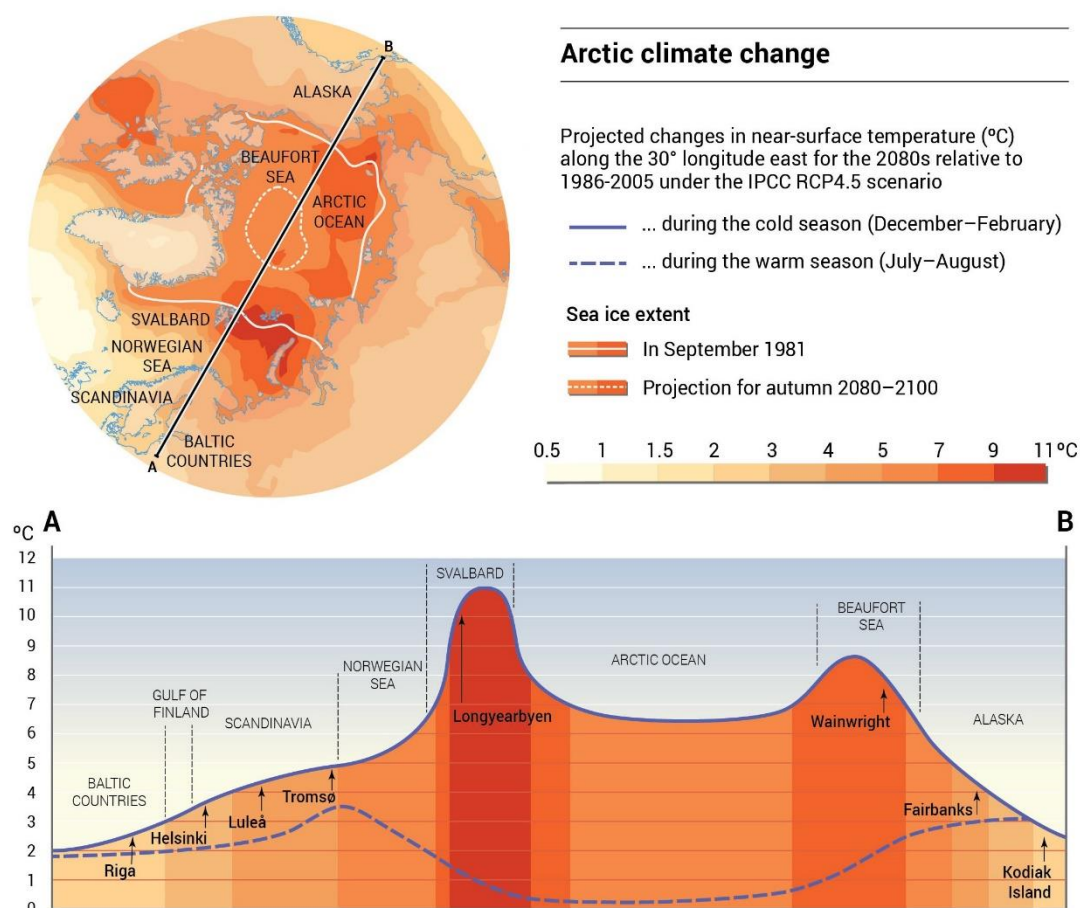 B
ALASKA
BEAUFORT
SEA
ARCTIC
OCEAN
SVALBARD
NORWEGIAN
SEA
SCANDINAVIA
BALTIC
COUNTRIES
A
Arctic climate change
Projected changes in near-surface temperature (ºC)
along the 30° longitude east for the 2080s relative to
1986-2005 under the IPCC RCP4.5 scenario
... during the cold season (December–February)
... during the warm season (July–August)
Sea ice extent
In September 1981
Projection for autumn 2080–2100
0.5 1 1.5 2 3 4 5 7 9 11ºC
ºC A B
12
11
10
9
8
7
6
5
4
3
2
1
0
BALTIC
COUNTRIES
GULF OF
FINLAND
SCANDINAVIA
NORWEGIAN
SEA
SVALBARD
ARCTIC OCEAN
BEAUFORT
SEA
ALASKA
Riga
Helsinki
Luleå
Tromsø
Longyearbyen
Wainwright
Fairbanks
Kodiak
Island